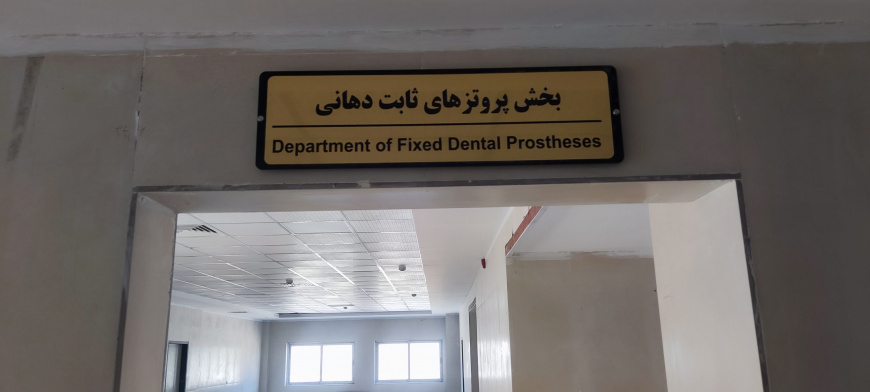 بخش پروتزهای ثابت دهانی
Department of Fixed Dental Prostheses